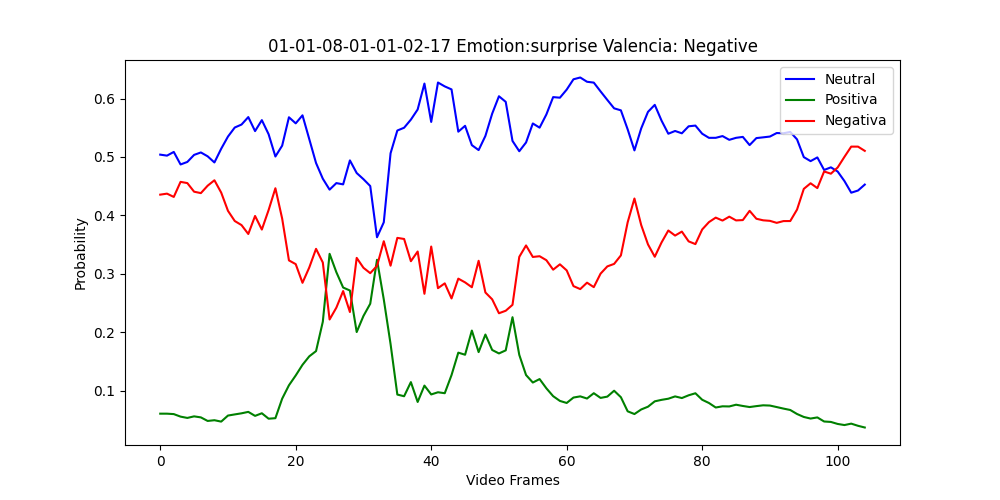 01-01-08-01-01-02-17 Emotion:surprise Valencia: Negative
Neutral
Positiva
Negativa
Probability
0.6
0.5
0.4
0.3
0.2
0.1
0 20 40 60 80 100
Video Frames